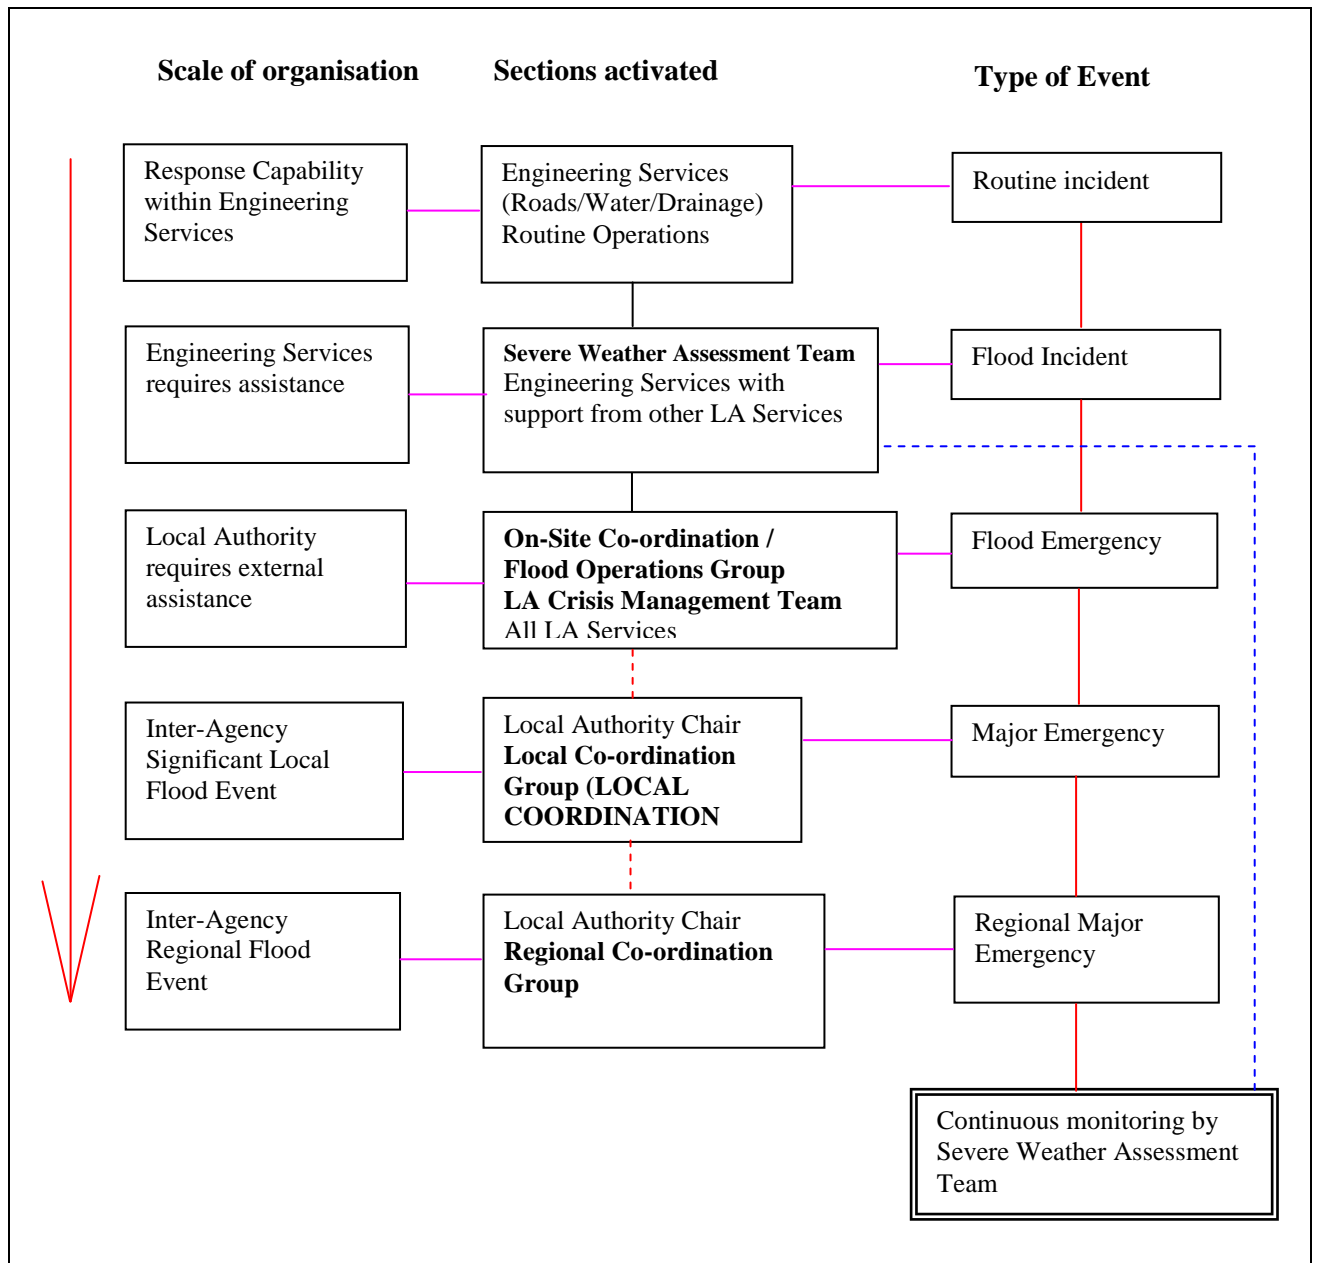 Scale of organisation
Sections activated
Type of Event
Response Capability
within Engineering
Services
Engineering Services
(Roads/Water/Drainage)
Routine Operations
Routine incident
Engineering Services
requires assistance
Severe Weather Assessment Team
Engineering Services with
support from other LA Services
Flood Incident
Local Authority
requires external
assistance
On-Site Co-ordination /
Flood Operations Group
LA Crisis Management Team
All LA Services
Flood Emergency
Inter-Agency
Significant Local
Flood Event
Local Authority Chair
Local Co-ordination
Group (LOCAL
COORDINATION
Major Emergency
Inter-Agency
Regional Flood
Event
Local Authority Chair
Regional Co-ordination
Group
Regional Major
Emergency
Continuous monitoring by
Severe Weather Assessment
Team